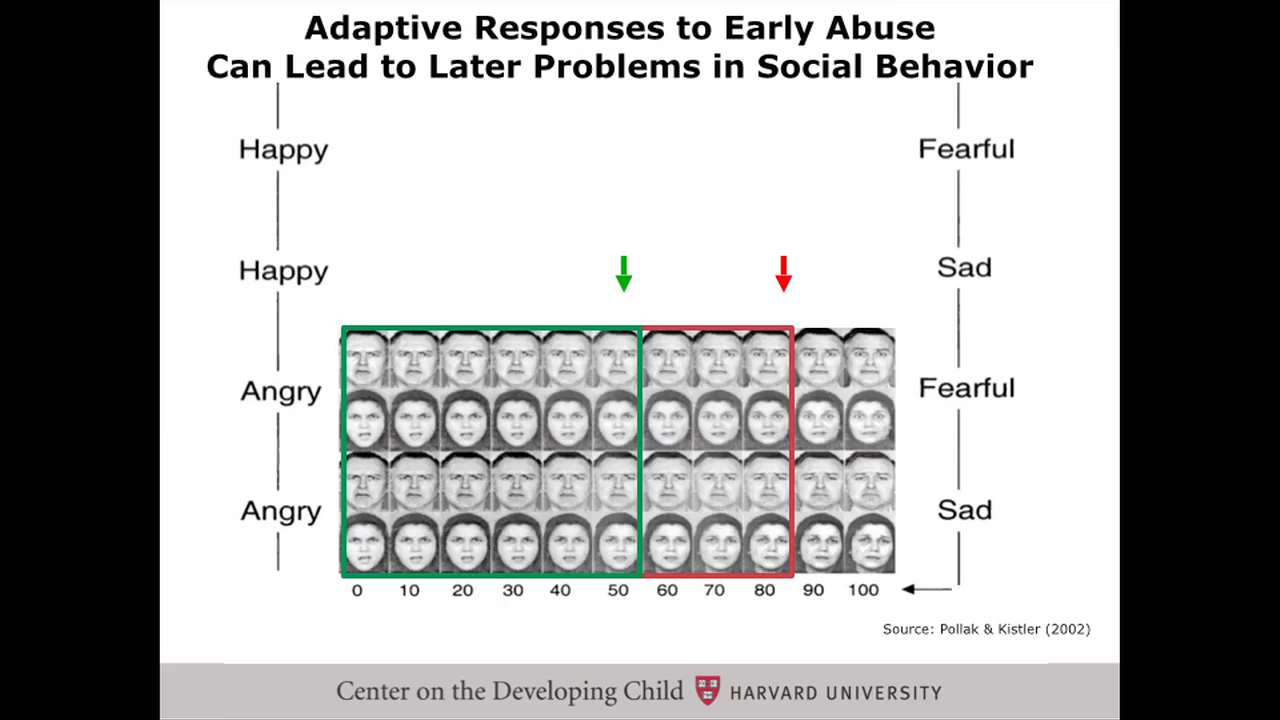 Adaptive Responses to Early Abuse
Can Lead to Later Problems in Social Behavior
Happy
Fearful
Happy
Sad
Angry
Fearful
Angry
Sad
0 10 20 30 40 50 60 70 80 90 100
Source: Pollak & Kistler (2002)
Center on the Developing Child HARVARD UNIVERSITY